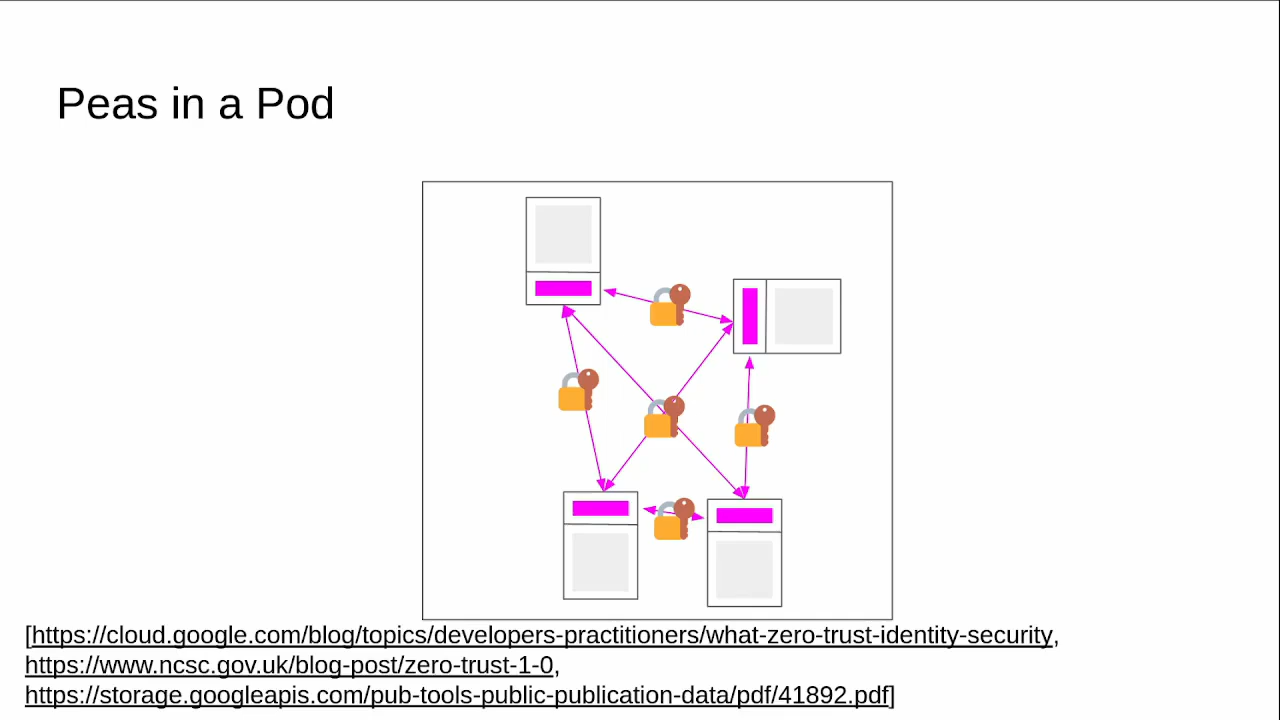 Peas in a Pod
[https://cloud.google.com/blog/topics/developers-practitioners/what-zero-trust-identity-security,
https://www.ncsc.gov.uk/blog-post/zero-trust-1-0,
https://storage.googleapis.com/pub-tools-public-publication-data/pdf/41892.pdf]